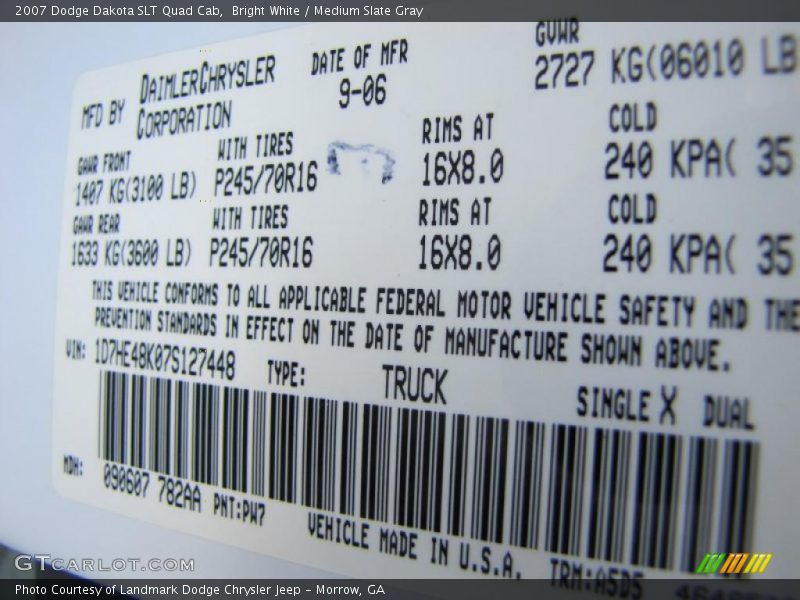 2007 Dodge Dakota SLT Quad Cab,  Bright White / Medium Slate Gray
MFD BY DAIMLERCHRYSLER CORPORATION
DATE OF MFR
9-06
GVWR
2727 KG(06010 LB
GAWR FRONT
1407 KG(3100 LB)
WITH TIRES
P245/70R16
RIMS AT
16X8.0
COLD
240 KPA( 35
GAWR REAR
1633 KG(3600 LB)
WITH TIRES
P245/70R16
RIMS AT
16X8.0
COLD
240 KPA( 35
THIS VEHICLE CONFORMS TO ALL APPLICABLE FEDERAL MOTOR VEHICLE SAFETY AND THE
PREVENTION STANDARDS IN EFFECT ON THE DATE OF MANUFACTURE SHOWN ABOVE.
VIN: 1D7HE48K07S127448 TYPE: TRUCK SINGLE X DUAL
MDH: 090607 782AA PNT:PW7
VEHICLE MADE IN U.S.A. TRM:A5D5
GTCARLOT.COM
Photo Courtesy of Landmark Dodge Chrysler Jeep – Morrow, GA